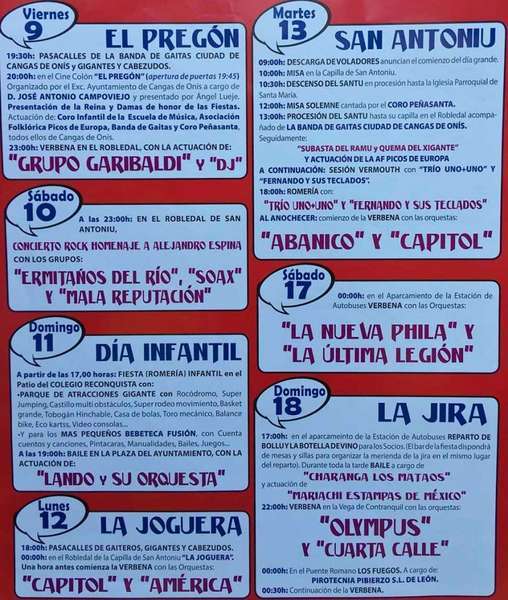 Viernes
9
EL PREGÓN
19:30h: PASACALLES DE LA BANDA DE GAITAS CIUDAD DE
CANGAS DE ONÍS y GIGANTES Y CABEZUDOS.
20:00h: en el Cine Colón "EL PREGÓN" (apertura de puertas 19:45)
Organizado por el Exc. Ayuntamiento de Cangas de Onís a cargo de
D. JOSÉ ANTONIO CAMPOVIEJO y presentado por Ángel Lueje.
Presentación de la Reina y Damas de honor de las Fiestas.
Actuación de: Coro Infantil de la Escuela de Música, Asociación
Folklórica Picos de Europa, Banda de Gaitas y Coro Peñasanta,
todos ellos de Cangas de Onís.
23:00h: VERBENA EN EL ROBLEDAL, CON LA ACTUACIÓN DE:
"GRUPO GARIBALDI" Y "DJ"
Sábado
10
A las 23:00h: EN EL ROBLEDAL DE SAN
ANTONIU,
CONCIERTO ROCK HOMENAJE A ALEJANDRO ESPINA
CON LOS GRUPOS:
"ERMITAÑOS DEL RÍO", "SOAX"
Y "MALA REPUTACIÓN"
Domingo
11
DÍA INFANTIL
A partir de las 17,00 horas: FIESTA (ROMERÍA) INFANTIL en el
Patio del COLEGIO RECONQUISTA con:
•PARQUE DE ATRACCIONES GIGANTE con Rocódromo, Super
Jumping, Castillo multi obstáculos, Super rodeo movimiento, Basket
grande, Tobogán Hinchable, Casa de bolas, Toro mecánico, Balance
bike, Eco kartss, Video consolas...
•Y para los MAS PEQUEÑOS BEBETECA FUSIÓN, con Cuenta
cuentos y canciones, Pintacaras, Manualidades, Bailes, Juegos...
A las 19:00h: BAILE EN LA PLAZA DEL AYUNTAMIENTO, CON LA
ACTUACIÓN DE:
"LANDO Y SU ORQUESTA"
Lunes
12
LA JOGUERA
18:00h: PASACALLES DE GAITEROS, GIGANTES Y CABEZUDOS.
00:00h: en el Robledal de la Capilla de San Antoniu "LA JOGUERA".
Una hora antes comienza la VERBENA con las Orquestas:
"CAPITOL" Y "AMÉRICA"
Martes
13
SAN ANTONIU
09:00h: DESCARGA DE VOLADORES anuncian el comienzo del día grande.
10:00h: MISA en la Capilla de San Antoniu.
10:30h: DESCENSO DEL SANTU en procesión hasta la Iglesia Parroquial de
Santa María.
12:00h: MISA SOLEMNE cantada por el CORO PEÑASANTA.
13:00h: PROCESIÓN DEL SANTU hasta su capilla en el Robledal acompaña-
do de LA BANDA DE GAITAS CIUDAD DE CANGAS DE ONÍS.
Seguidamente:
"SUBASTA DEL RAMU y QUEMA DEL XIGANTE"
Y ACTUACIÓN DE LA AF PICOS DE EUROPA
A CONTINUACIÓN: SESIÓN VERMOUTH con "TRÍO UNO+UNO" Y
"FERNANDO Y SUS TECLADOS".
18:00h: ROMERÍA con
"TRÍO UNO+UNO" Y "FERNANDO Y SUS TECLADOS"
AL ANOCHECER: comienzo de la VERBENA con las orquestas:
"ABANICO" Y "CAPITOL"
Sábado
17
00:00h: en el Aparcamiento de la Estación de
Autobuses VERBENA con las Orquestas:
"LA NUEVA PHILA" Y
"LA ÚLTIMA LEGIÓN"
Domingo
18
LA JIRA
17:00h: en el aparcamiento de la Estación de Autobuses REPARTO DE
BOLLU Y LA BOTELLA DE VINO para los Socios. (El bar de la fiesta dispondrá
de mesas y sillas para organizar la merienda de la jira en el mismo lugar
del reparto). Durante toda la tarde BAILE a cargo de
"CHARANGA LOS MATAOS"
y actuación de
"MARIACHI ESTAMPAS DE MÉXICO"
22:00h: VERBENA en la Vega de Contranquil con las orquestas:
"OLYMPUS"
Y "CUARTA CALLE"
00:00h: En el Puente Romano LOS FUEGOS. A cargo de:
PIROTECNIA PIBIERZO S.L. DE LEÓN.
00:30h: Continuación de la VERBENA.